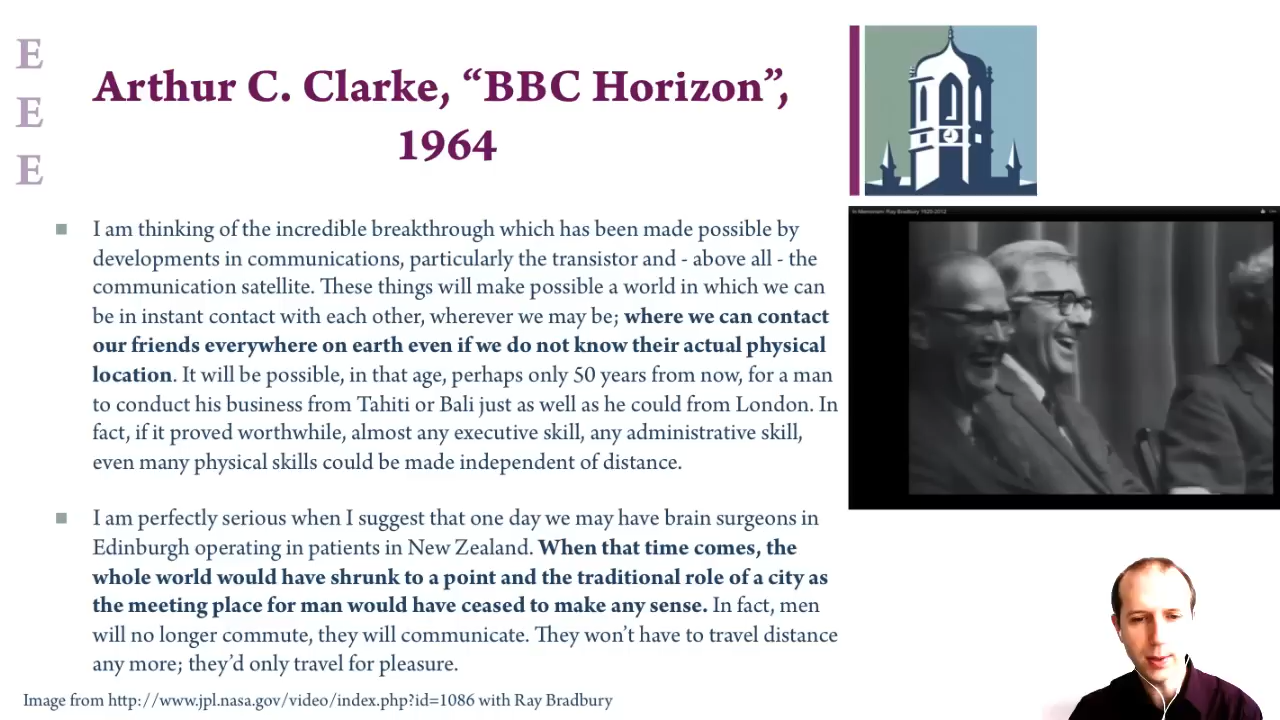 E
E
E
Arthur C. Clarke, “BBC Horizon”,
1964
In Memoriam: Ray Bradbury 1920-2012
I am thinking of the incredible breakthrough which has been made possible by
developments in communications, particularly the transistor and - above all - the
communication satellite. These things will make possible a world in which we can
be in instant contact with each other, wherever we may be; where we can contact
our friends everywhere on earth even if we do not know their actual physical
location. It will be possible, in that age, perhaps only 50 years from now, for a man
to conduct his business from Tahiti or Bali just as well as he could from London. In
fact, if it proved worthwhile, almost any executive skill, any administrative skill,
even many physical skills could be made independent of distance.
I am perfectly serious when I suggest that one day we may have brain surgeons in
Edinburgh operating in patients in New Zealand. When that time comes, the
whole world would have shrunk to a point and the traditional role of a city as
the meeting place for man would have ceased to make any sense. In fact, men
will no longer commute, they will communicate. They won’t have to travel distance
any more; they’d only travel for pleasure.
Image from http://www.jpl.nasa.gov/video/index.php?id=1086 with Ray Bradbury